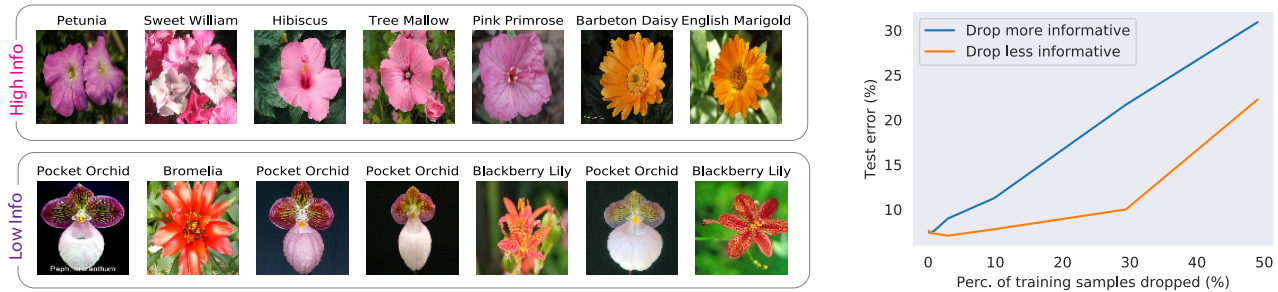 High Info
Petunia
Sweet William
Hibiscus
Tree Mallow
Pink Primrose
Barbeton Daisy
English Marigold
Low Info
Pocket Orchid
Bromelia
Pocket Orchid
Pocket Orchid
Blackberry Lily
Pocket Orchid
Blackberry Lily
Test error (%)
30
25
20
15
10
Drop more informative
Drop less informative
0
10
20
30
40
50
Perc. of training samples dropped (%)